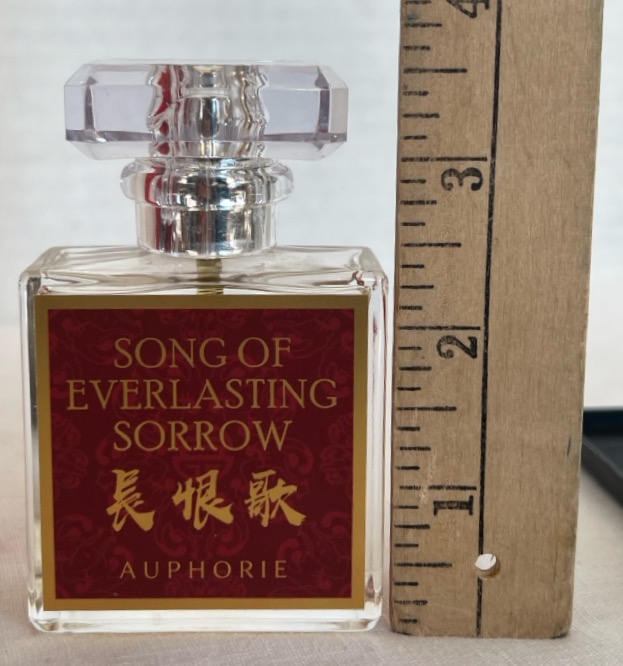 SONG OF
EVERLASTING
SORROW
長恨歌
AUPHORIE
4
3
2
1